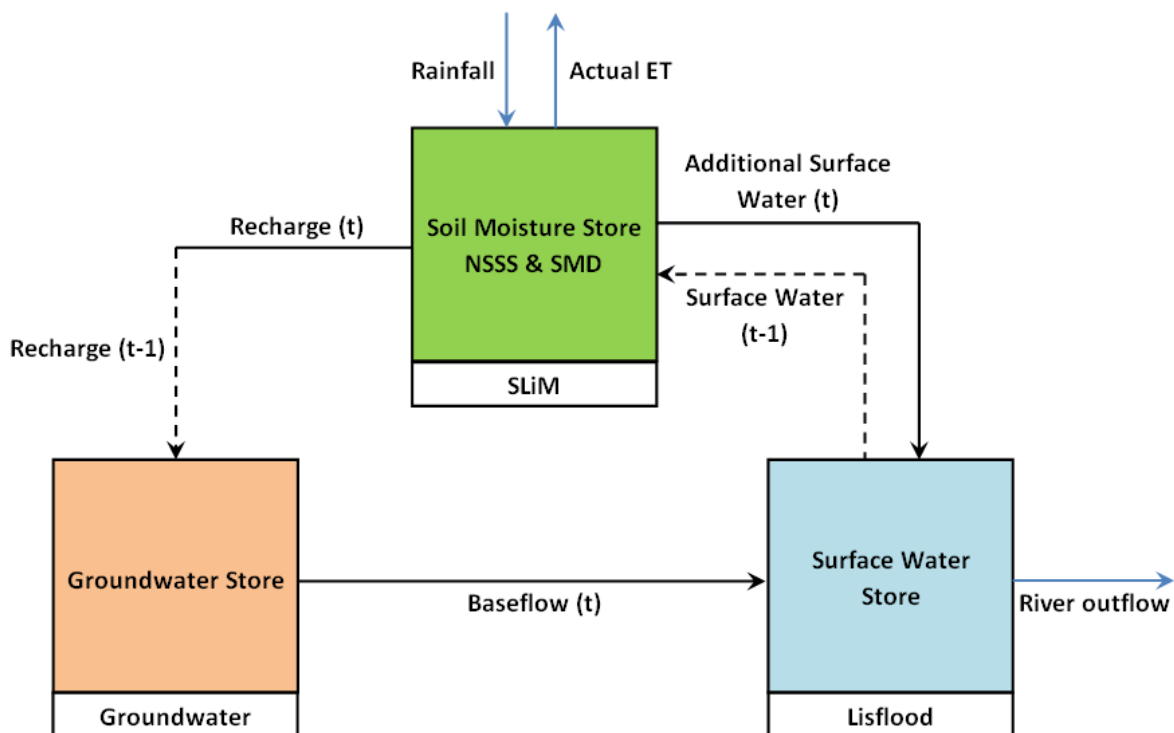 Rainfall
Actual ET
Additional Surface
Water (t)
Recharge (t)
Soil Moisture Store
NSSS & SMD
Surface Water
(t-1)
Recharge (t-1)
SLiM
Groundwater Store
Surface Water
Store
Baseflow (t)
River outflow
Groundwater
Lisflood